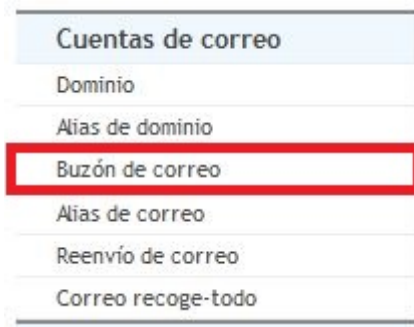 Cuentas de correo
Dominio
Alias de dominio
Buzón de correo
Alias de correo
Reenvío de correo
Correo recoge-todo